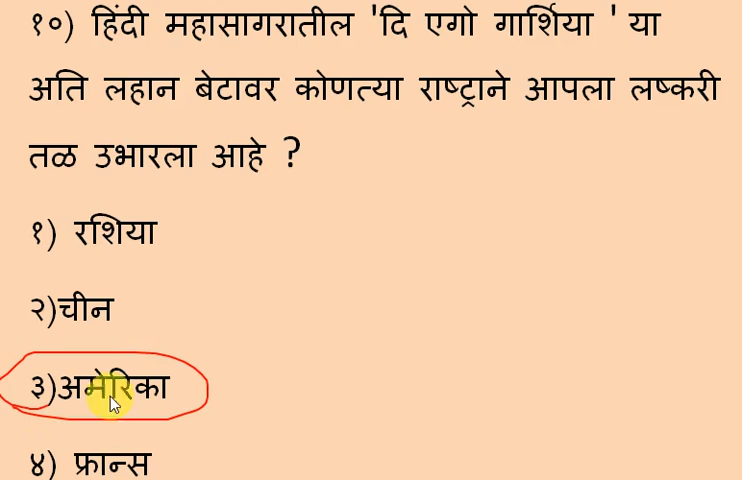 १०) हिंदी महासागरातील 'दि एगो गार्शिया ' या
अति लहान बेटावर कोणत्या राष्ट्राने आपला लष्करी
तळ उभारला आहे ?
१) रशिया
२)चीन
३)अमेरिका
४) फ्रान्स